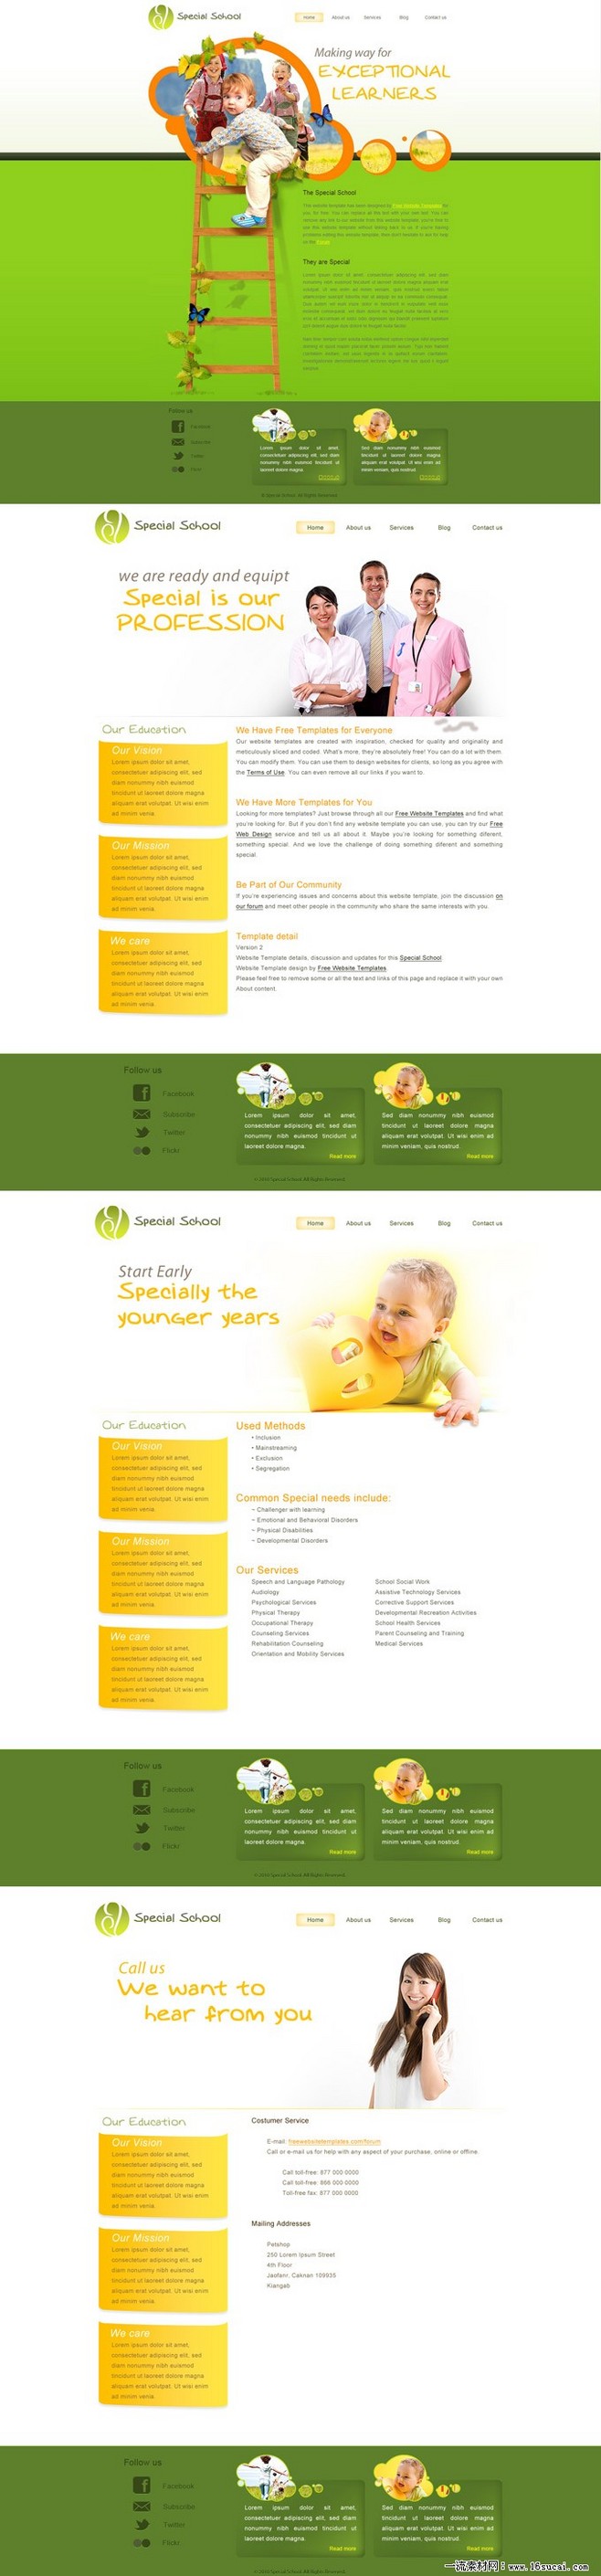 Special School
Home About us Services Blog Contact us
Making way for
EXCEPTIONAL
LEARNERS
The Special School
This website template has been designed by Free Website Templates for
you, for free. You can replace all this text with your own text. You can
They are Special
Follow us
Facebook
Subscribe
Twitter
Flickr
Lorem ipsum dolor sit amet,
consectetuer adipiscing elit, sed diam
nonummy nibh euismod tincidunt ut
laoreet dolore magna.
Sed diam nonummy nibh euismod
tincidunt ut laoreet dolore magna
aliquam erat volutpat. Ut wisi enim ad
minim veniam, quis nostrud.
Special School
Home About us Services Blog Contact us
we are ready and equipt
Special is our
PROFESSION
Our Education
Our Vision
Lorem ipsum dolor sit amet,
consectetuer adipiscing elit, sed
diam nonummy nibh euismod
tincidunt ut laoreet dolore magna
aliquam erat volutpat. Ut wisi enim
ad minim venia.
Our Mission
Lorem ipsum dolor sit amet,
consectetuer adipiscing elit, sed
diam nonummy nibh euismod
tincidunt ut laoreet dolore magna
aliquam erat volutpat. Ut wisi enim
ad minim venia.
We care
Lorem ipsum dolor sit amet,
consectetuer adipiscing elit, sed
diam nonummy nibh euismod
tincidunt ut laoreet dolore magna
aliquam erat volutpat. Ut wisi enim
ad minim venia.
We Have Free Templates for Everyone
Our website templates are created with inspiration, checked for quality and originality and
meticulously sliced and coded. What's more, they're absolutely free! You can do a lot with them.
You can modify them. You can use them to design websites for clients, so long as you agree with
the Terms of Use. You can even remove all our links if you want to.
We Have More Templates for You
Looking for more templates? Just browse through all our Free Website Templates and find what
you're looking for. But if you don't find any website template you can use, you can try our Free
Web Design service and tell us all about it. Maybe you're looking for something diferent,
something special. And we love the challenge of doing something diferent and something
special.
Be Part of Our Community
If you're experiencing issues and concerns about this website template, join the discussion on
our forum and meet other people in the community who share the same interests with you.
Template detail
Version 2
Website Template details, discussion and updates for this Special School.
Website Template design by Free Website Templates.
Please feel free to remove some or all the text and links of this page and replace it with your own
About content.
Follow us
Facebook
Subscribe
Twitter
Flickr
Lorem ipsum dolor sit amet,
consectetuer adipiscing elit, sed diam
nonummy nibh euismod tincidunt ut
laoreet dolore magna.
Read more
Sed diam nonummy nibh euismod
tincidunt ut laoreet dolore magna
aliquam erat volutpat. Ut wisi enim ad
minim veniam, quis nostrud.
Read more
Special School
Home About us Services Blog Contact us
Start Early
Specially the
younger years
Our Education
Our Vision
Lorem ipsum dolor sit amet,
consectetuer adipiscing elit, sed
diam nonummy nibh euismod
tincidunt ut laoreet dolore magna
aliquam erat volutpat. Ut wisi enim
ad minim venia.
Our Mission
Lorem ipsum dolor sit amet,
consectetuer adipiscing elit, sed
diam nonummy nibh euismod
tincidunt ut laoreet dolore magna
aliquam erat volutpat. Ut wisi enim
ad minim venia.
We care
Lorem ipsum dolor sit amet,
consectetuer adipiscing elit, sed
diam nonummy nibh euismod
tincidunt ut laoreet dolore magna
aliquam erat volutpat. Ut wisi enim
ad minim venia.
Used Methods
• Inclusion
• Mainstreaming
• Exclusion
• Segregation
Common Special needs include:
~ Challenger with learning
~ Emotional and Behavioral Disorders
~ Physical Disabilities
~ Developmental Disorders
Our Services
Speech and Language Pathology
Audiology
Psychological Services
Physical Therapy
Occupational Therapy
Counseling Services
Rehabilitation Counseling
Orientation and Mobility Services
School Social Work
Assistive Technology Services
Corrective Support Services
Developmental Recreation Activities
School Health Services
Parent Counseling and Training
Medical Services
Follow us
Facebook
Subscribe
Twitter
Flickr
Lorem ipsum dolor sit amet,
consectetuer adipiscing elit, sed diam
nonummy nibh euismod tincidunt ut
laoreet dolore magna.
Read more
Sed diam nonummy nibh euismod
tincidunt ut laoreet dolore magna
aliquam erat volutpat. Ut wisi enim ad
minim veniam, quis nostrud.
Read more
Special School
Home About us Services Blog Contact us
Call us
We want to
hear from you
Our Education
Our Vision
Lorem ipsum dolor sit amet,
consectetuer adipiscing elit, sed
diam nonummy nibh euismod
tincidunt ut laoreet dolore magna
aliquam erat volutpat. Ut wisi enim
ad minim venia.
Our Mission
Lorem ipsum dolor sit amet,
consectetuer adipiscing elit, sed
diam nonummy nibh euismod
tincidunt ut laoreet dolore magna
aliquam erat volutpat. Ut wisi enim
ad minim venia.
We care
Lorem ipsum dolor sit amet,
consectetuer adipiscing elit, sed
diam nonummy nibh euismod
tincidunt ut laoreet dolore magna
aliquam erat volutpat. Ut wisi enim
ad minim venia.
Costumer Service
E-mail: freewebsitetemplates.com/forum
Call or e-mail us for help with any aspect of your purchase, online or offline.
Call toll-free: 877 000 0000
Call toll-free: 866 000 0000
Toll-free fax: 877 000 0000
Mailing Addresses
Petshop
250 Lorem Ipsum Street
4th Floor
Jaofanr, Caknan 109935
Kiangab
Follow us
Facebook
Subscribe
Twitter
Flickr
Lorem ipsum dolor sit amet,
consectetuer adipiscing elit, sed diam
nonummy nibh euismod tincidunt ut
laoreet dolore magna.
Read more
Sed diam nonummy nibh euismod
tincidunt ut laoreet dolore magna
aliquam erat volutpat. Ut wisi enim ad
minim veniam, quis nostrud.
Read more
一流素材网：www.16sucai.com